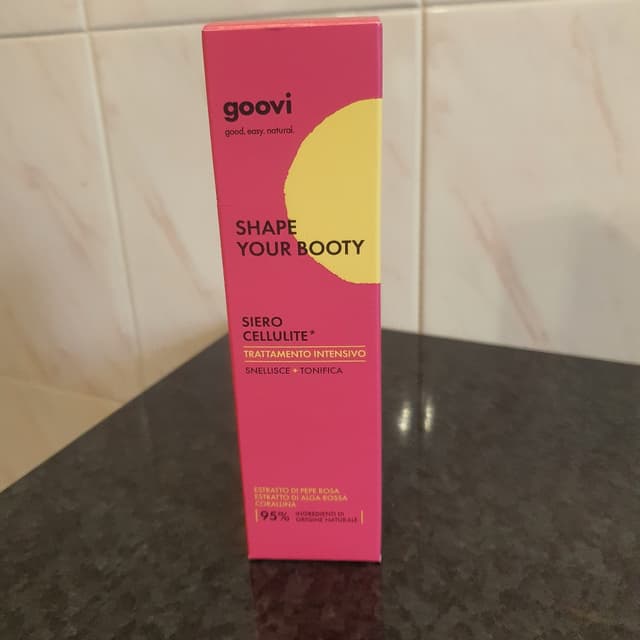 goovi
good. easy. natural.
SHAPE
YOUR BOOTY
SIERO
CELLULITE*
TRATTAMENTO INTENSIVO
SNELLISCE + TONIFICA
ESTRATTO DI PEPE ROSA
ESTRATTO DI ALGA ROSSA
CORALLINA
95% INGREDIENTI DI
ORIGINE NATURALE